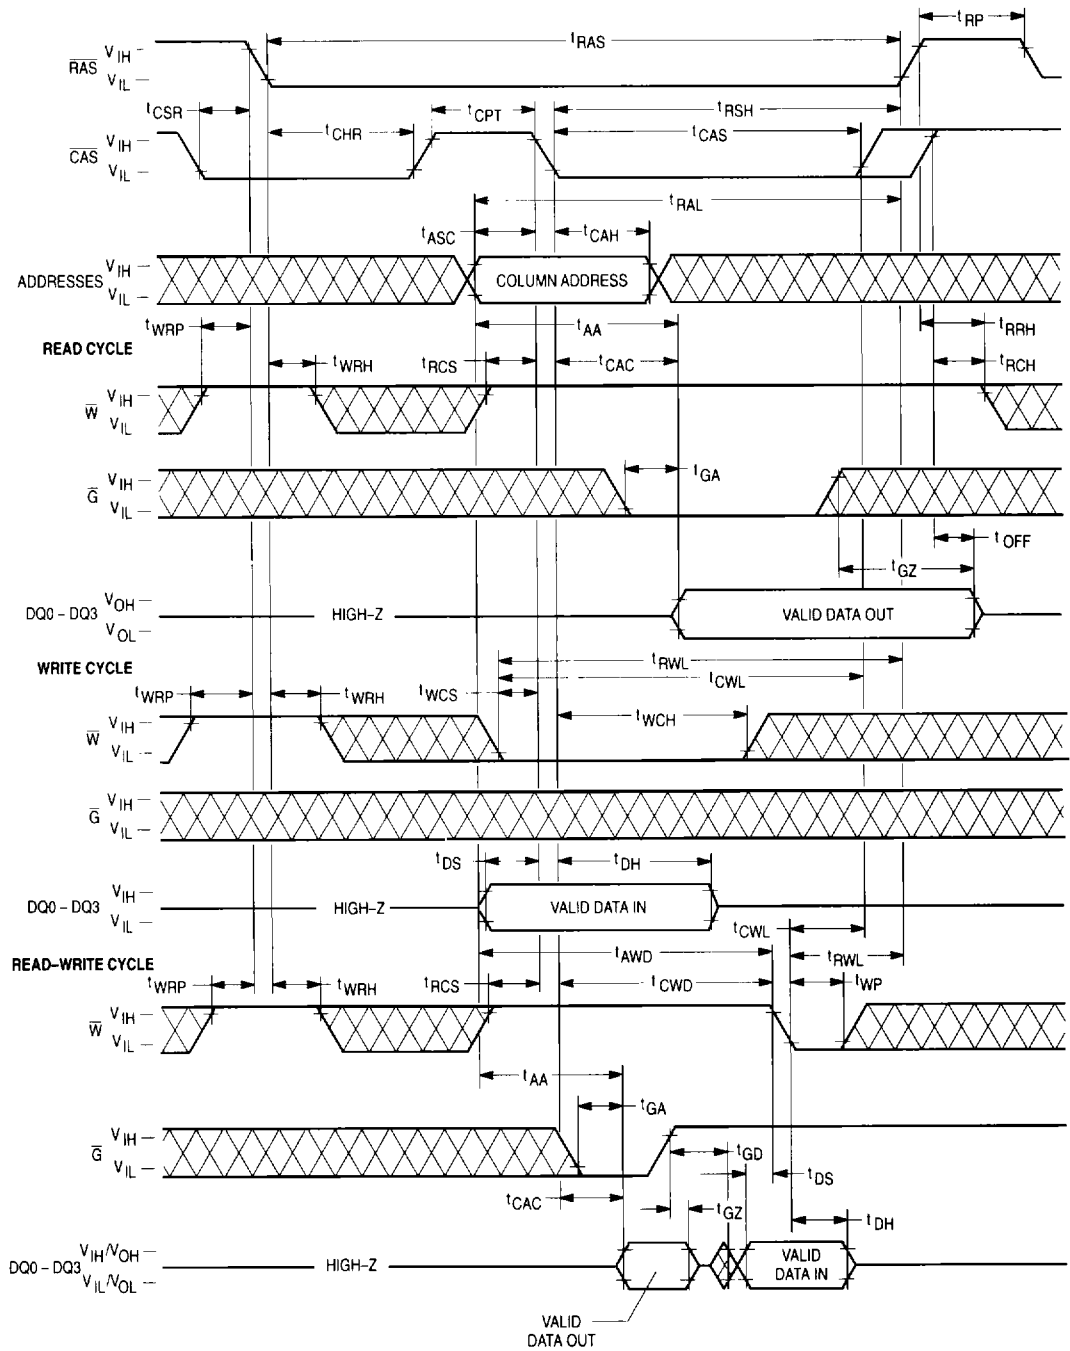 tRP
tRAS
RAS VIH
VIL
tCSR tCPT tRSH
tCHR tCAS
CAS VIH
VIL
tRAL
tASC tCAH
ADDRESSES VIH COLUMN ADDRESS
VIL
tWRP tAA tRRH
READ CYCLE
tWRH tRCS tCAC tRCH
W VIH
VIL
tGA
G VIH
VIL
tOFF
tGZ
DQ0 – DQ3 VOH HIGH–Z VALID DATA OUT
VOL
WRITE CYCLE
tRWL
tCWL
tWRP tWRH tWCS
tWCH
W VIH
VIL
G VIH
VIL
tDS tDH
DQ0 – DQ3 VIH HIGH–Z VALID DATA IN
VIL
tCWL
tAWD tRWL
READ–WRITE CYCLE
tWRP tWRH tRCS tCWD tWP
W VIH
VIL
tAA
tGA
G VIH
VIL
tGD
tDS
tCAC tGZ
tDH
DQ0 – DQ3 VIH/VOH HIGH–Z VALID
DATA IN
VIL/VOL
VALID
DATA OUT